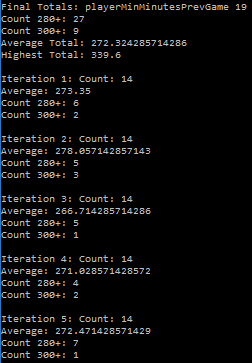 Final Totals: playerMinMinutesPrevGame 19
Count 280+: 27
Count 300+: 9
Average Total: 272.324285714286
Highest Total: 339.6
Iteration 1: Count: 14
Average: 273.35
Count 280+: 6
Count 300+: 2
Iteration 2: Count: 14
Average: 278.057142857143
Count 280+: 5
Count 300+: 3
Iteration 3: Count: 14
Average: 266.714285714286
Count 280+: 5
Count 300+: 1
Iteration 4: Count: 14
Average: 271.028571428572
Count 280+: 4
Count 300+: 2
Iteration 5: Count: 14
Average: 272.471428571429
Count 280+: 7
Count 300+: 1